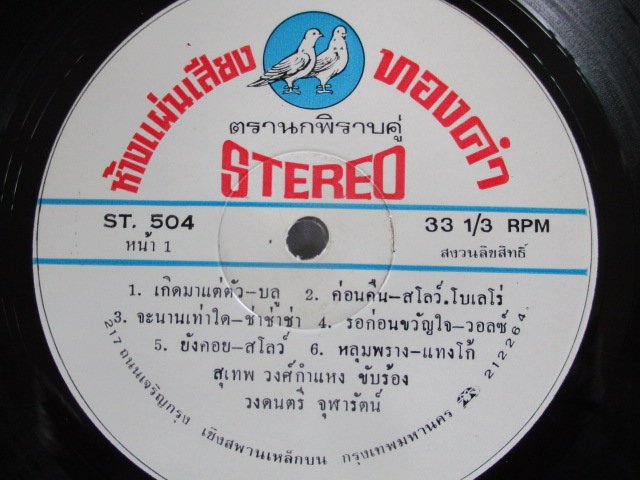 ห้างแผ่นเสียง ทองคำ
ตรานกพิราบคู่
STEREO
ST. 504
33 1/3 RPM
หน้า 1
สงวนลิขสิทธิ์
1. เกิดมาแต่ตัว-บลู 2. ค่อนคืน-สโลว์.โบเลโร่
3. จะนานเท่าใด-ช่าช่าช่า 4. รอก่อนขวัญใจ-วอลซ์
5. ยังคอย-สโลว์ 6. หลุมพราง-แทงโก้
สุเทพ วงศ์กำแหง ขับร้อง
วงดนตรี จุฬารัตน์
217 ถนนเจริญกรุง เชิงสพานเหล็กบน กรุงเทพมหานคร ☎ 212264